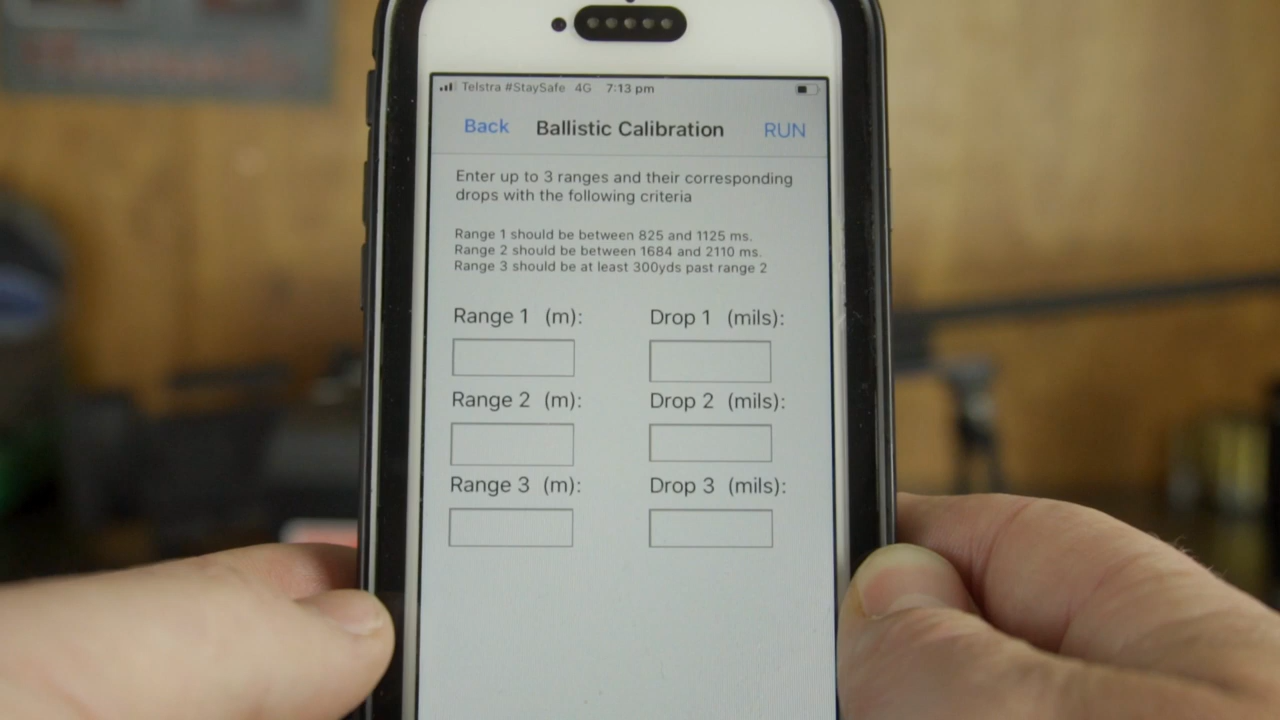 Telstra #StaySafe 4G 7:13 pm
Back Ballistic Calibration RUN
Enter up to 3 ranges and their corresponding
drops with the following criteria
Range 1 should be between 825 and 1125 ms.
Range 2 should be between 1684 and 2110 ms.
Range 3 should be at least 300yds past range 2
Range 1 (m): Drop 1 (mils):
Range 2 (m): Drop 2 (mils):
Range 3 (m): Drop 3 (mils):